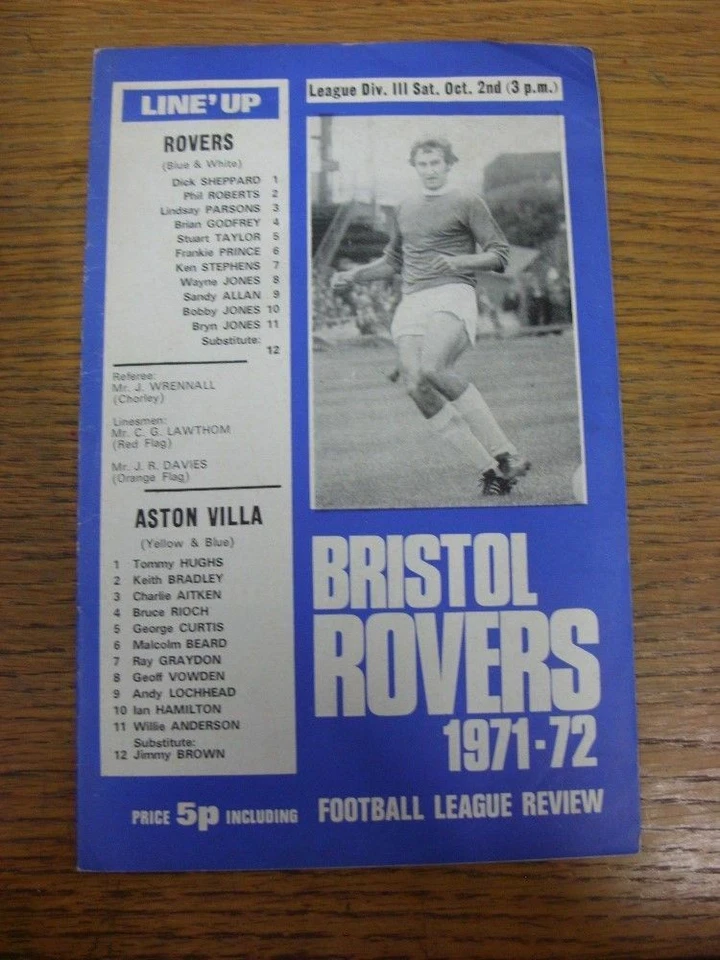 LINE'UP
ROVERS
(Blue & White)
Dick SHEPPARD 1
Phil ROBERTS 2
Lindsay PARSONS 3
Brian GODFREY 4
Stuart TAYLOR 5
Frankie PRINCE 6
Ken STEPHENS 7
Wayne JONES 8
Sandy ALLAN 9
Bobby JONES 10
Bryn JONES 11
Substitute:
12
Referee:
Mr. J. WRENNALL
(Chorley)
Linesmen:
Mr. C. G. LAWTHOM
(Red Flag)
Mr. J. R. DAVIES
(Orange Flag)
ASTON VILLA
(Yellow & Blue)
1 Tommy HUGHS
2 Keith BRADLEY
3 Charlie AITKEN
4 Bruce RIOCH
5 George CURTIS
6 Malcolm BEARD
7 Ray GRAYDON
8 Geoff VOWDEN
9 Andy LOCHHEAD
10 Ian HAMILTON
11 Willie ANDERSON
Substitute:
12 Jimmy BROWN
League Div. III Sat. Oct. 2nd (3 p.m.)
BRISTOL
ROVERS
1971-72
PRICE 5p INCLUDING FOOTBALL LEAGUE REVIEW